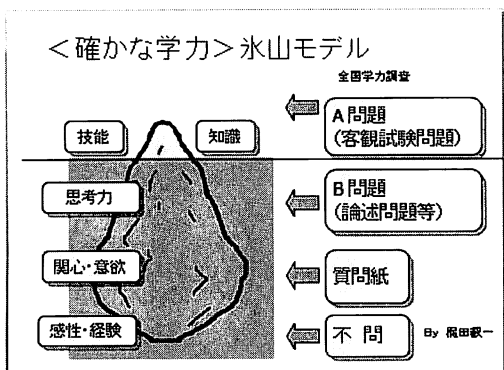 ＜確かな学力＞氷山モデル
全国学力調査
技能
知識
A問題
(客観試験問題)
思考力
B問題
(論述問題等)
関心・意欲
質問紙
感性・経験
不 問
By 梶田叡一